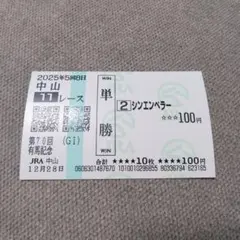 2025年5回8日
中山
11レース
第70回 (GI)
有馬記念
JRA 中山
12月28日
WIN
単勝
WIN
2 シンエンペラー
☆☆☆100円
合計 ★★★★10枚 ★★★★100円